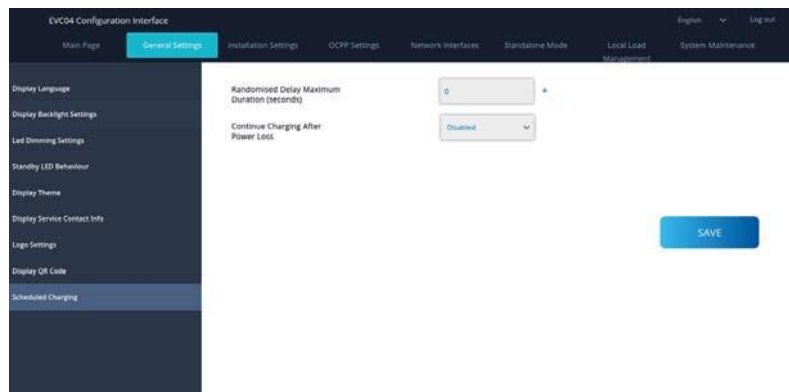 EVC04 Configuration Interface
English
Log out
Main Page
General Settings
Installation Settings
OCPP Settings
Network Interfaces
Standalone Mode
Local Load
Management
System Maintenance
Display Language
Display Backlight Settings
Led Dimming Settings
Standby LED Behaviour
Display Theme
Display Service Contact Info
Logo Settings
Display QR Code
Scheduled Charging
Randomised Delay Maximum
Duration (seconds)
0
*
Continue Charging After
Power Loss
Disabled
SAVE